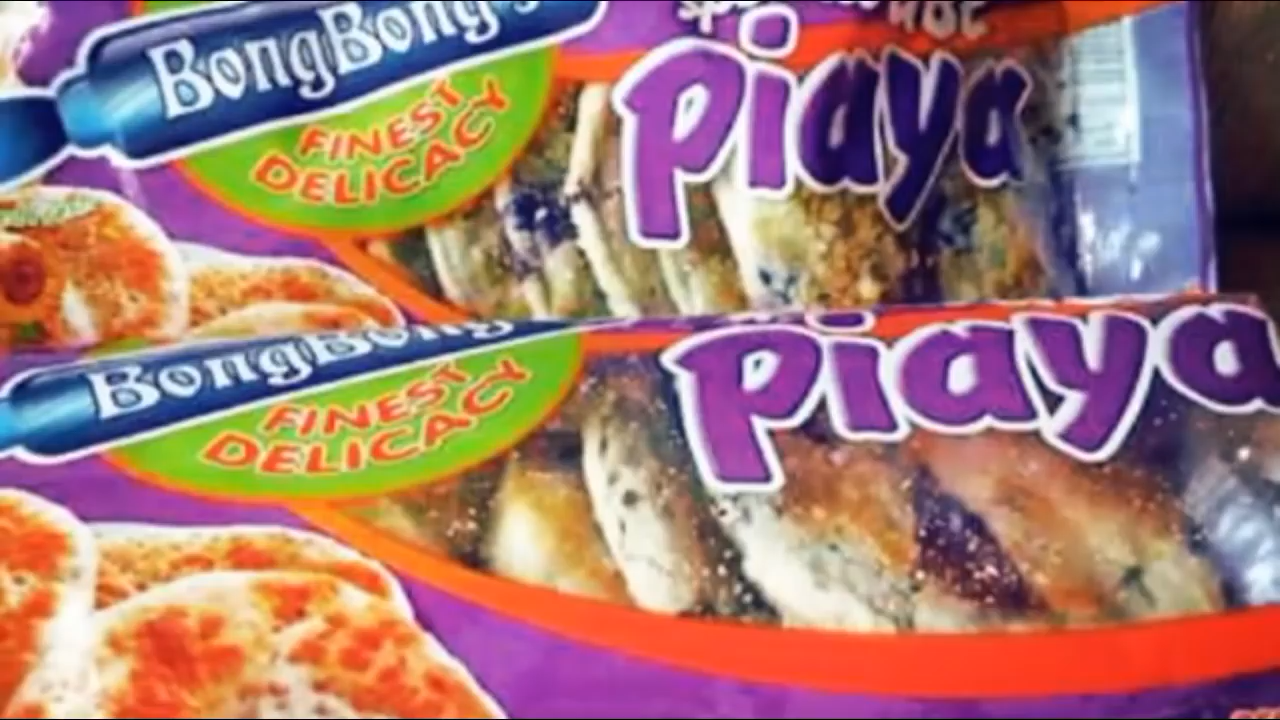 BongBong's
FINEST
DELICACY
Piaya
BongBong
FINEST
DELICACY
Piaya